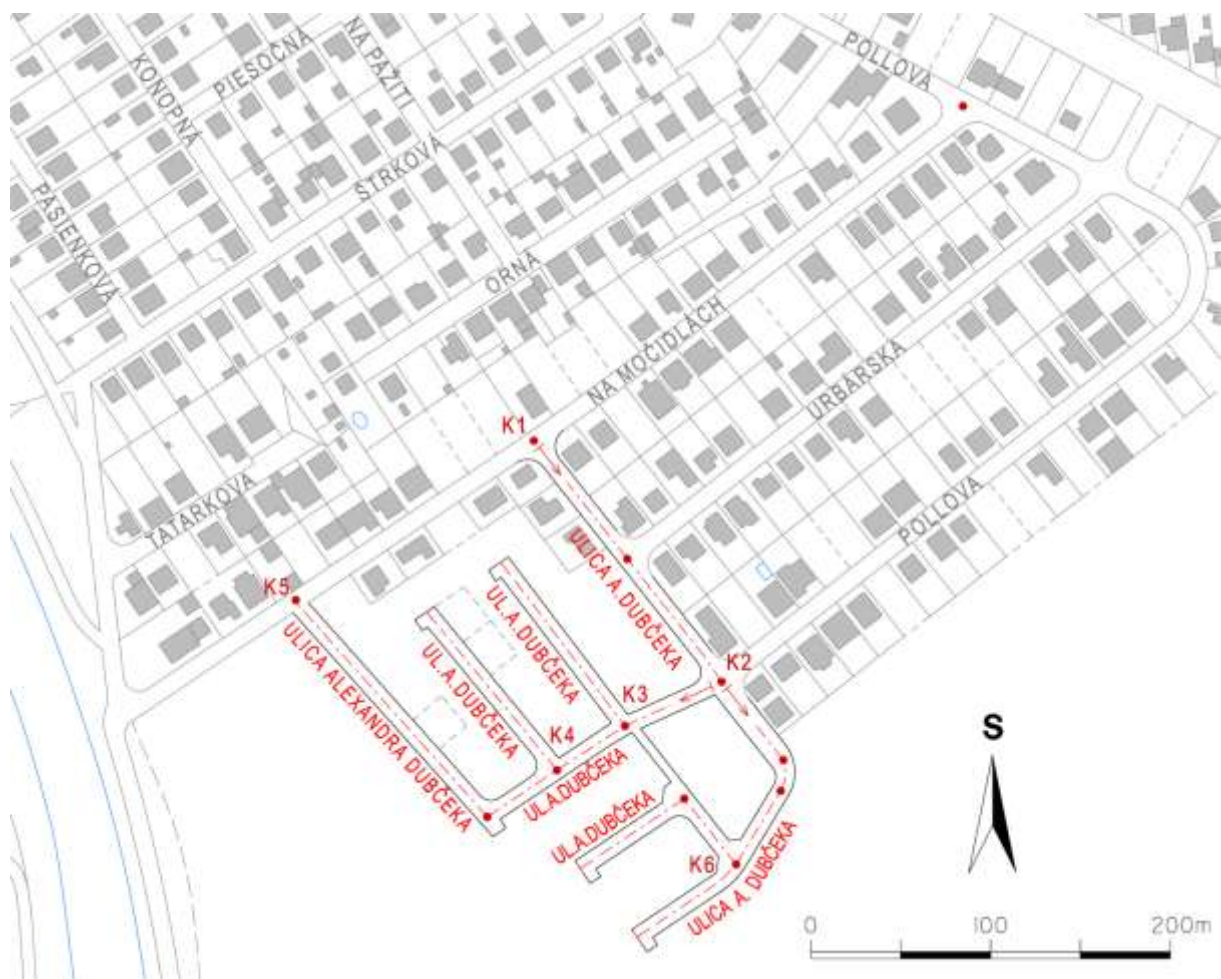 POLLOVÁ
NA PAŽITI
PIESOČNÁ
KONOPNÁ
ŠTRKOVÁ
PASIENKOVÁ
ORNÁ
NA MOČIDLÁCH
URBÁRSKA
K1
TATARKOVA
POLLOVÁ
ULICA A. DUBČEKA
K5
UL.A.DUBČEKA
UL.A.DUBČEKA
ULICA ALEXANDRA DUBČEKA
K2
K3
K4
UL.A.DUBČEKA
UL.A.DUBČEKA
K6
ULICA A. DUBČEKA
S
0 100 200m